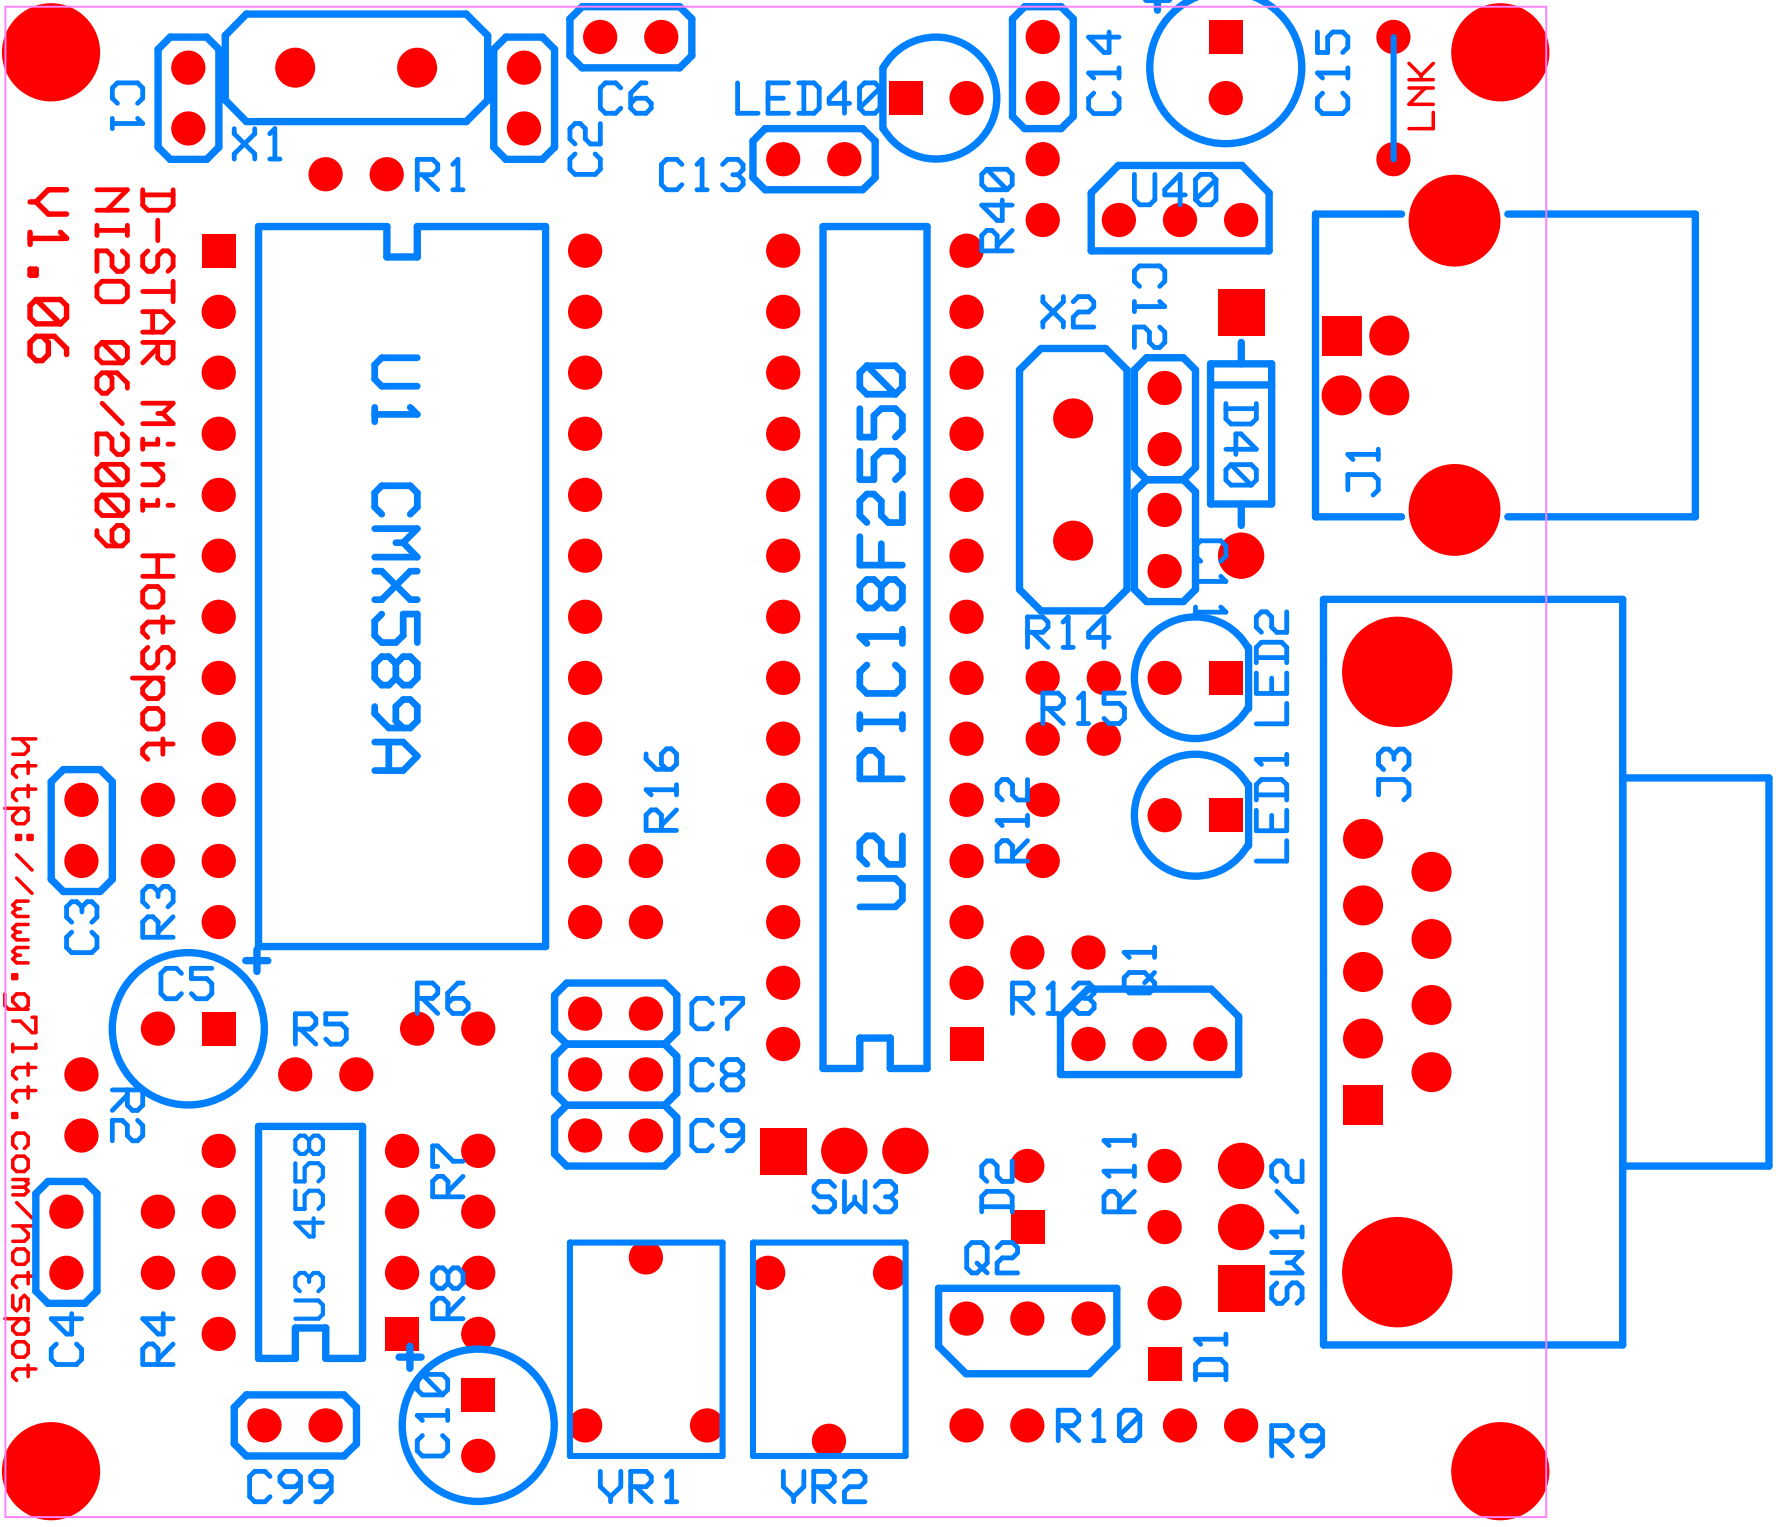 C1
X1
C2
C6
R1
LED40
C13
C14
C15
LNK
R40
U40
V1.06
NI2O 06/2009
D-STAR Mini HotSpot
http://www.g7ltt.com/hotspot
U1 CMX589A
U2 PIC18F2550
X2
C12
D40
J1
C11
R14
R15
LED2
LED1
R16
R12
J3
C3
R3
C5
R5
R6
C7
C8
C9
R13
Q1
R2
U3 4558
R7
R8
SW3
D2
Q2
R11
SW1/2
C4
R4
D1
C10
C99
VR1
VR2
R10
R9